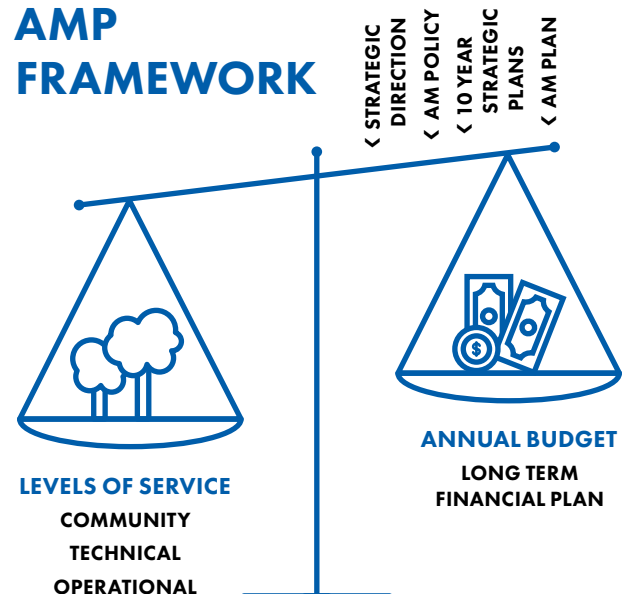 AMP
FRAMEWORK
< STRATEGIC
DIRECTION
< AM POLICY
< 10 YEAR
STRATEGIC
PLANS
< AM PLAN
$
ANNUAL BUDGET
LONG TERM
FINANCIAL PLAN
LEVELS OF SERVICE
COMMUNITY
TECHNICAL
OPERATIONAL